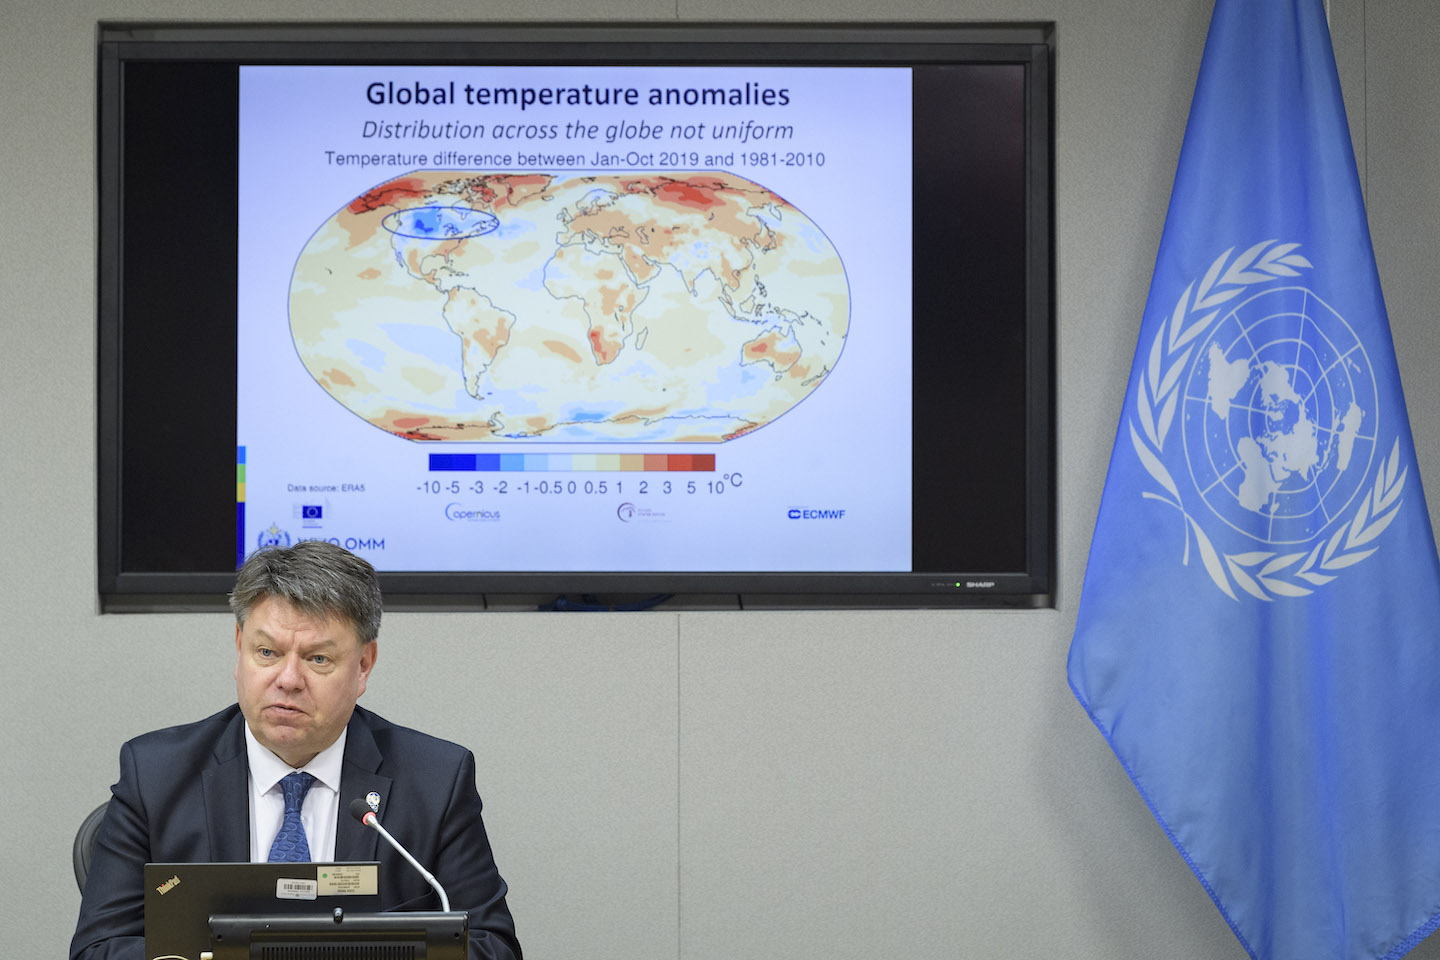 Global temperature anomalies
Distribution across the globe not uniform
Temperature difference between Jan-Oct 2019 and 1981-2010
-10 -5 -3 -2 -1 -0.5 0 0.5 1 2 3 5 10 °C
Data source: ERA5
Copernicus
ECMWF
OMM
SHARP
ThinkPad